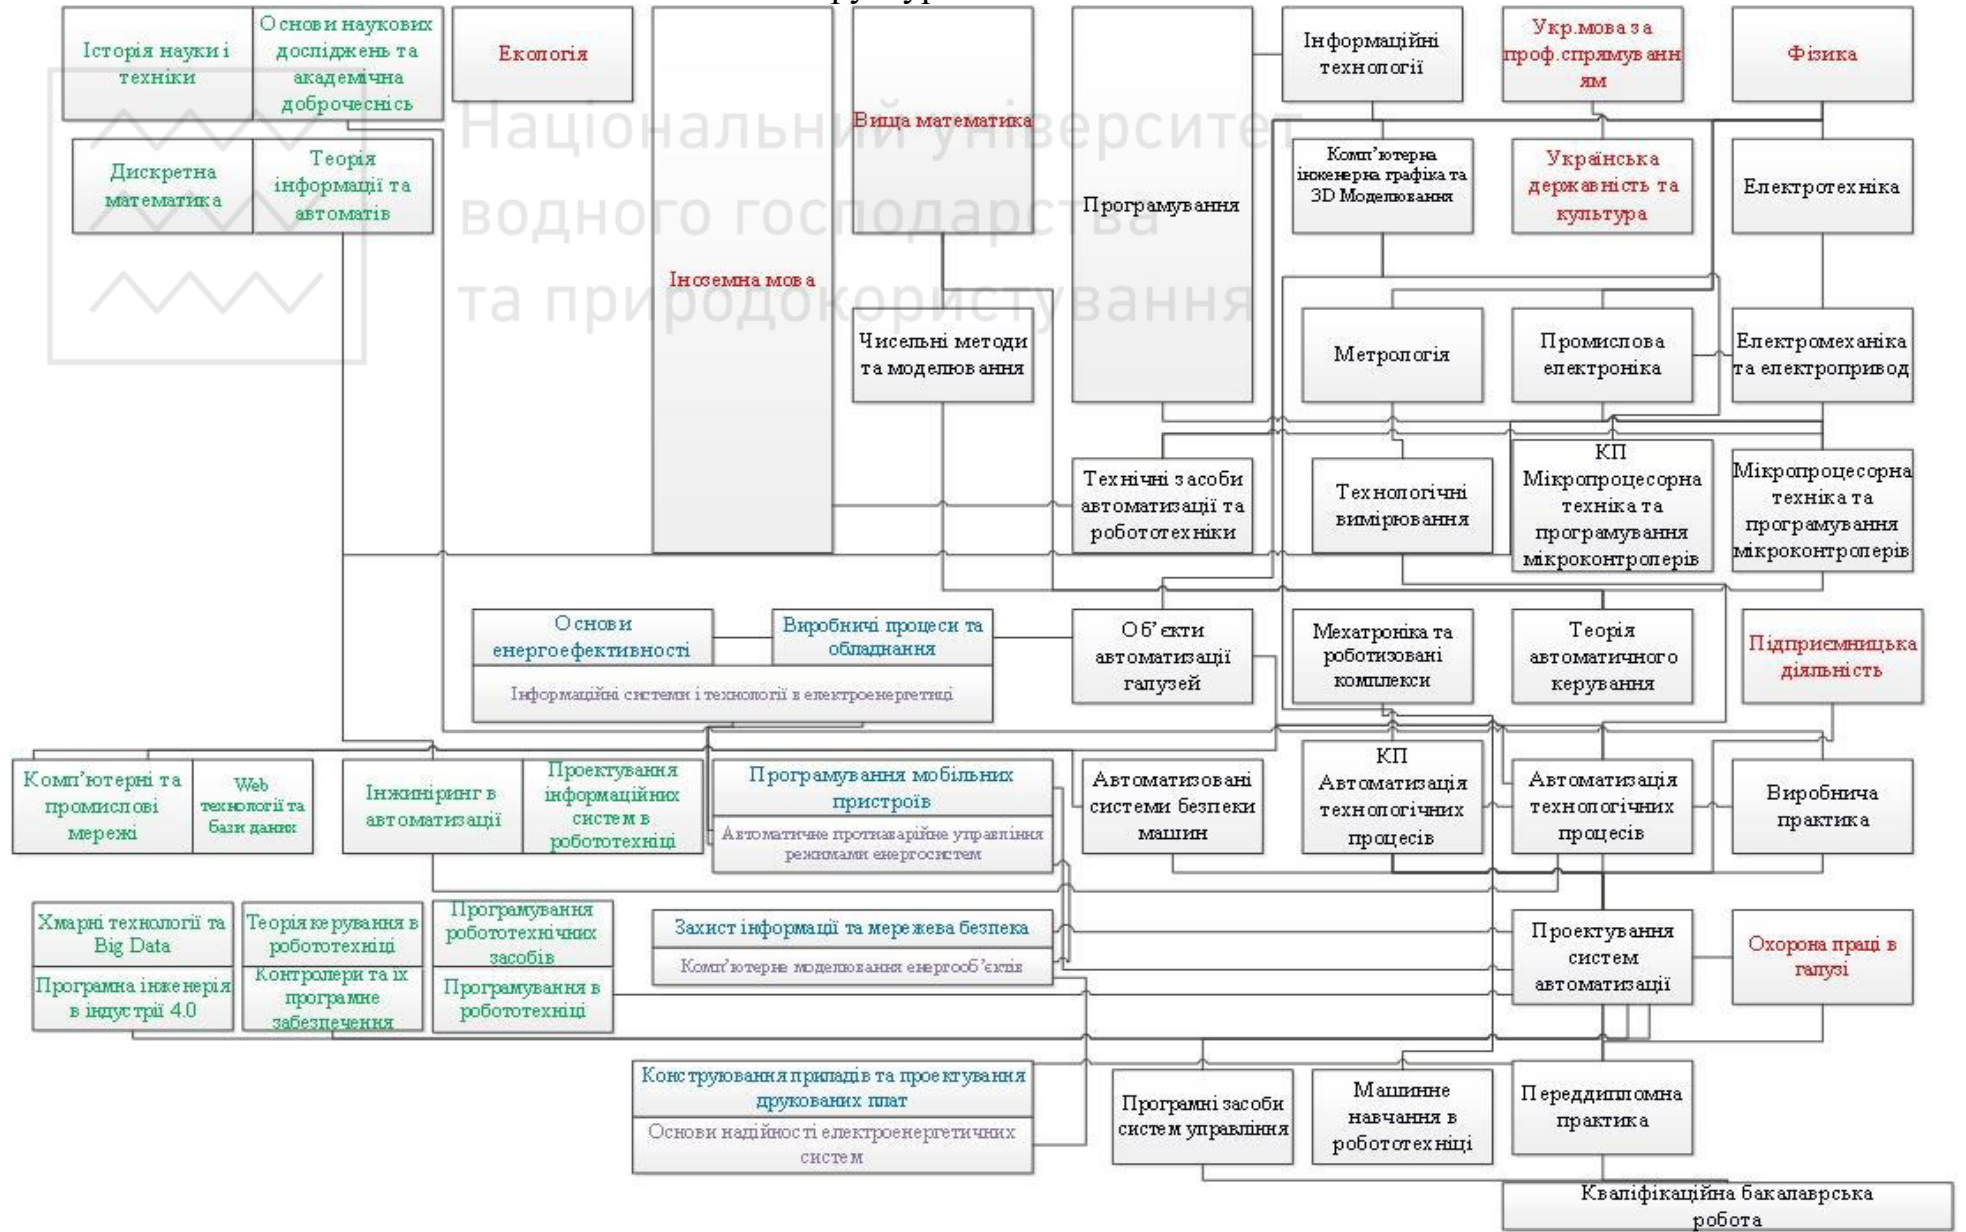 Історія науки і
техніки
Основи наукових
досліджень та
академічна
доброчеснісь
Екологія
Іноземна мова
Вища математика
Програмування
Інформаційні
технології
Укр.мова за
проф.спрямуванн
ям
Фізика
Національний університет
водного господарства
та природокористування
Дискретна
математика
Теорія
інформації та
автоматів
Комп'ютерна
інженерна графіка та
3D Моделювання
Українська
державність та
культура
Електротехніка
Чисельні методи
та моделювання
Метрологія
Промислова
електроніка
Електромеханіка
та електропривод
Технічні засоби
автоматизації та
робототехніки
Технологічні
вимірювання
КП
Мікропроцесорна
техніка та
програмування
мікроконтролерів
Мікропроцесорна
техніка та
програмування
мікроконтролерів
Основи
енергоефективності
Виробничі процеси та
обладнання
Інформаційні системи і технології в електроенергетиці
Об'єкти
автоматизації
галузей
Мехатроніка та
роботизовані
комплекси
Теорія
автоматичного
керування
Підприємницька
діяльність
Комп'ютерні та
промислові
мережі
Web
технології та
бази даних
Інжиніринг в
автоматизації
Проектування
інформаційних
систем в
робототехніці
Програмування мобільних
пристроїв
Автоматичне протиаварійне управління
режимами енергосистем
Автоматизовані
системи безпеки
машин
КП
Автоматизація
технологічних
процесів
Автоматизація
технологічних
процесів
Виробнича
практика
Хмарні технології та
Big Data
Програмна інженерія
в індустрії 4.0
Теорія керування в
робототехніці
Контролери та їх
програмне
забезпечення
Програмування
робототехнічних
засобів
Програмування в
робототехніці
Захист інформації та мережева безпека
Комп'ютерне моделювання енергооб'єктів
Проектування
систем
автоматизації
Охорона праці в
галузі
Конструювання приладів та проектування
друкованих плат
Основи надійності електроенергетичних
систем
Програмні засоби
систем управління
Машинне
навчання в
робототехніці
Переддипломна
практика
Кваліфікаційна бакалаврська
робота